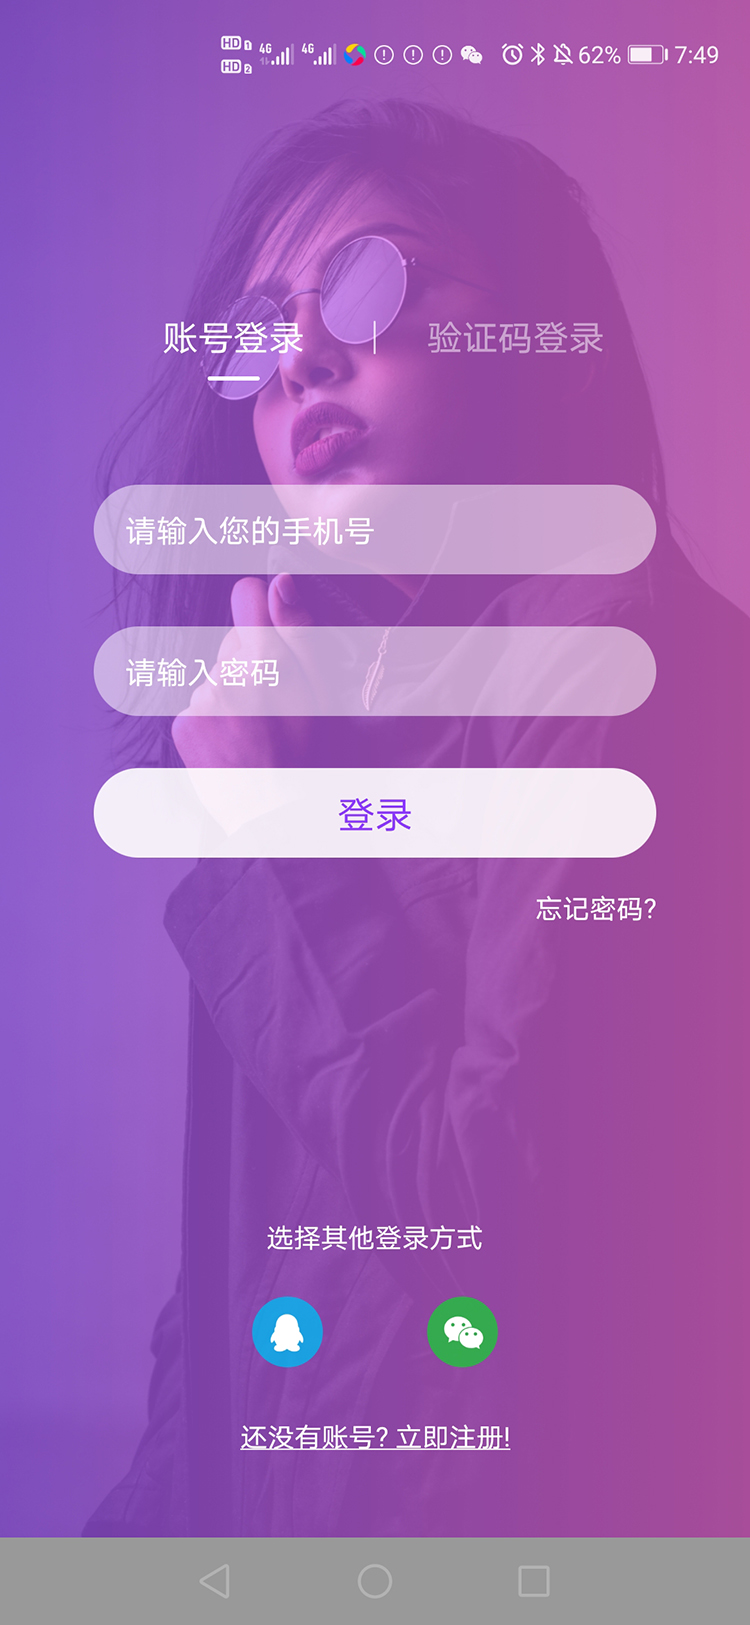 HD 1 4G 4G 62% 7:49
HD 2
账号登录 | 验证码登录
请输入您的手机号
请输入密码
登录
忘记密码?
选择其他登录方式
还没有账号? 立即注册!